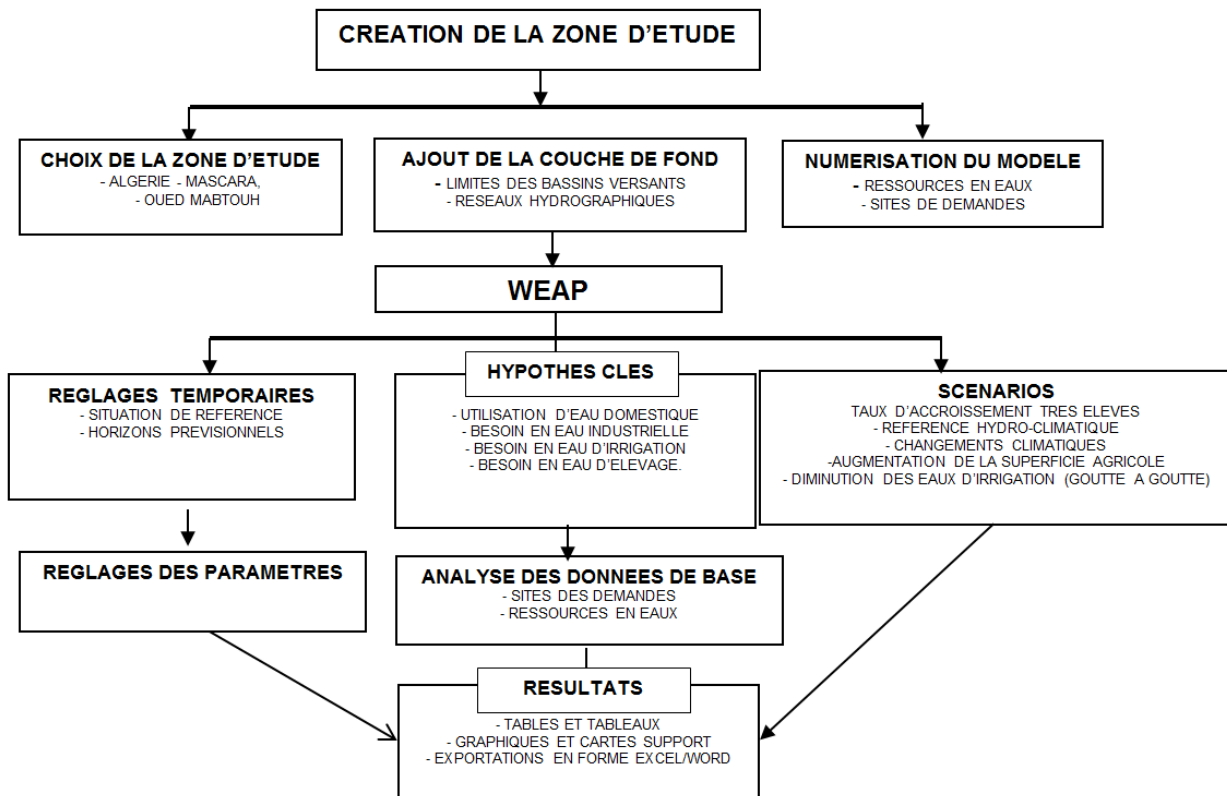 CREATION DE LA ZONE D'ETUDE
CHOIX DE LA ZONE D'ETUDE
- ALGERIE - MASCARA,
- OUED MABTOUH
AJOUT DE LA COUCHE DE FOND
- LIMITES DES BASSINS VERSANTS
- RESEAUX HYDROGRAPHIQUES
NUMERISATION DU MODELE
- RESSOURCES EN EAUX
- SITES DE DEMANDES
WEAP
REGLAGES TEMPORAIRES
- SITUATION DE REFERENCE
- HORIZONS PREVISIONNELS
HYPOTHES CLES
- UTILISATION D'EAU DOMESTIQUE
- BESOIN EN EAU INDUSTRIELLE
- BESOIN EN EAU D'IRRIGATION
- BESOIN EN EAU D'ELEVAGE.
SCENARIOS
TAUX D'ACCROISSEMENT TRES ELEVES
- REFERENCE HYDRO-CLIMATIQUE
- CHANGEMENTS CLIMATIQUES
-AUGMENTATION DE LA SUPERFICIE AGRICOLE
- DIMINUTION DES EAUX D'IRRIGATION (GOUTTE A GOUTTE)
REGLAGES DES PARAMETRES
ANALYSE DES DONNEES DE BASE
- SITES DES DEMANDES
- RESSOURCES EN EAUX
RESULTATS
- TABLES ET TABLEAUX
- GRAPHIQUES ET CARTES SUPPORT
- EXPORTATIONS EN FORME EXCEL/WORD